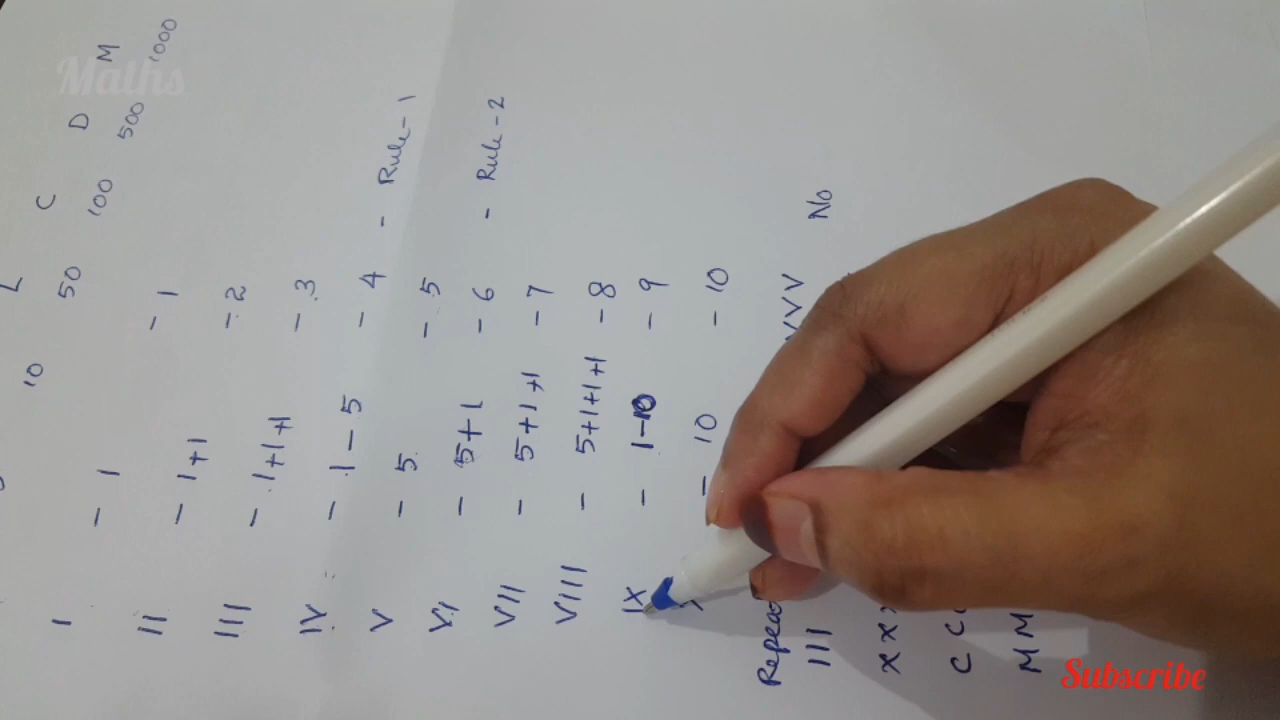 L C D M
10 50 100 500 1000
I - 1 - 1
II - 1+1 - 2
III - 1+1+1 - 3
IV - 1-5 - 4 - Rule-1
V - 5 - 5
VI - 5+1 - 6 - Rule-2
VII - 5+1+1 - 7
VIII - 5+1+1+1 - 8
IX - 1-10 - 9
- 10 - 10
No
III VVV
XX
C
MM
Maths
Subscribe